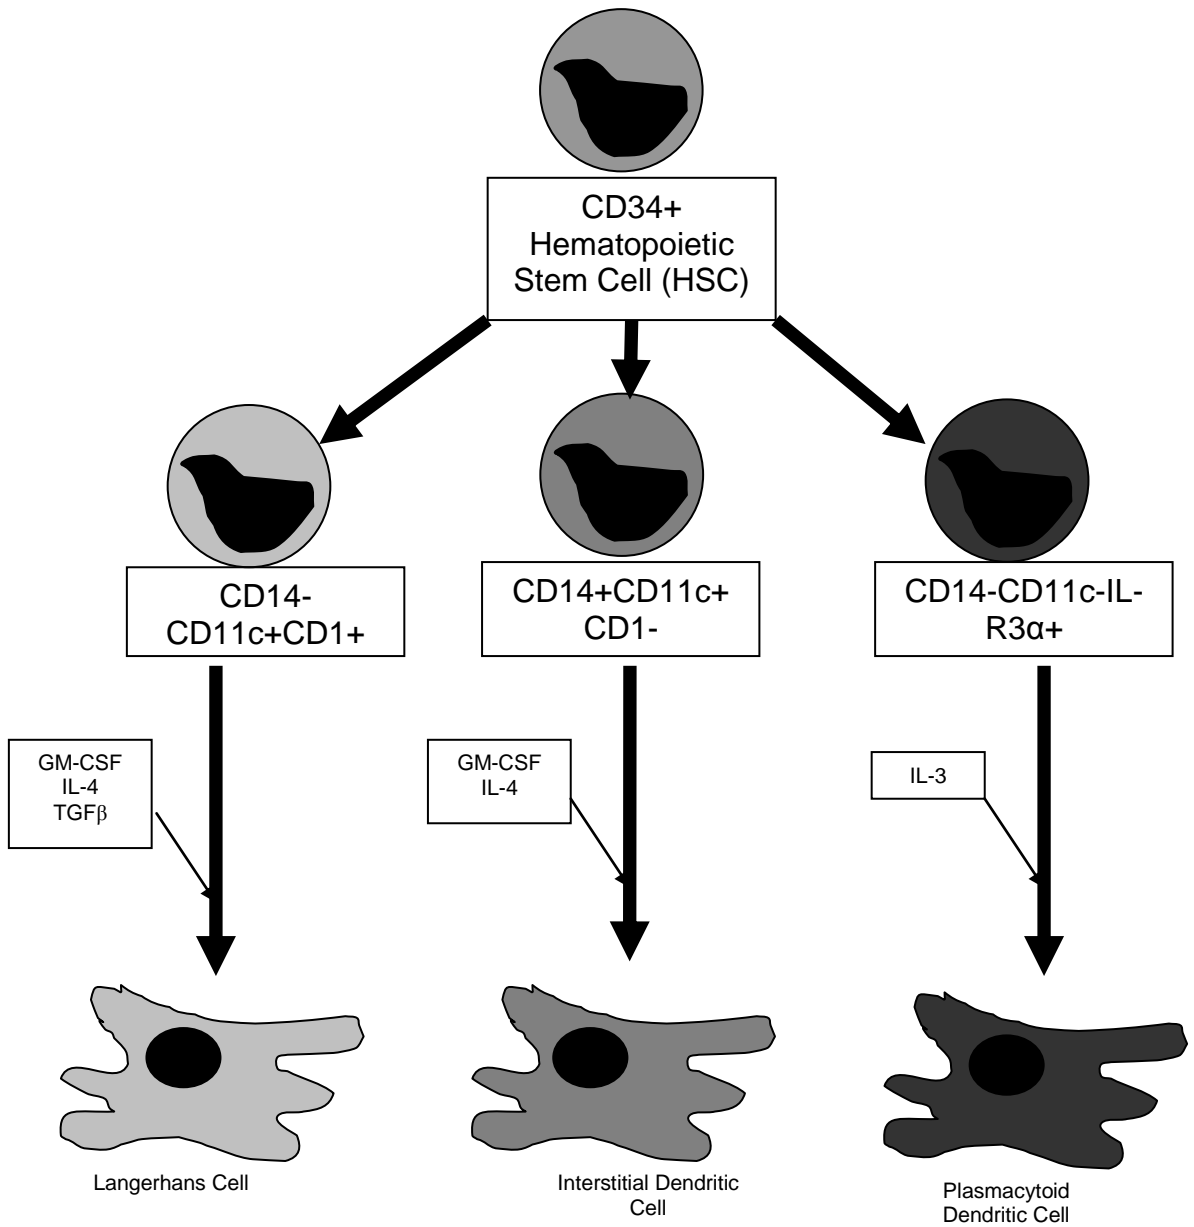 CD34+
Hematopoietic
Stem Cell (HSC)
CD14-
CD11c+CD1+
CD14+CD11c+
CD1-
CD14-CD11c-IL-
R3α+
GM-CSF
IL-4
TGFβ
GM-CSF
IL-4
IL-3
Langerhans Cell
Interstitial Dendritic
Cell
Plasmacytoid
Dendritic Cell